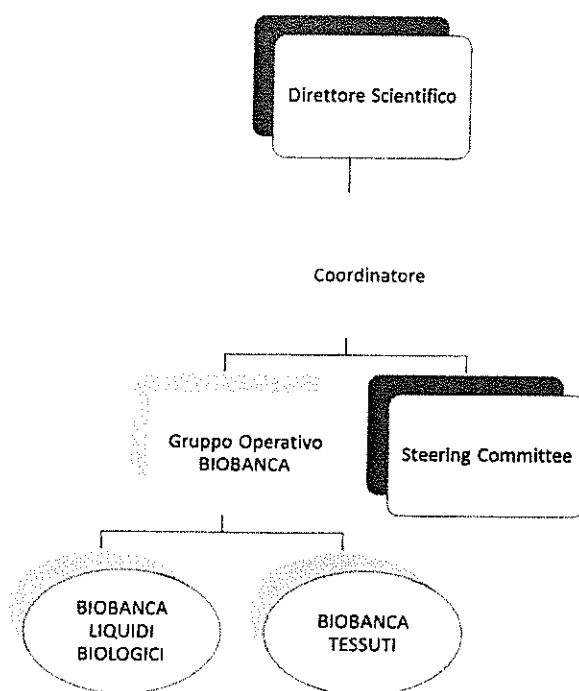 Direttore Scientifico
Coordinatore
Gruppo Operativo
BIOBANCA
Steering Committee
BIOBANCA
LIQUIDI
BIOLOGICI
BIOBANCA
TESSUTI